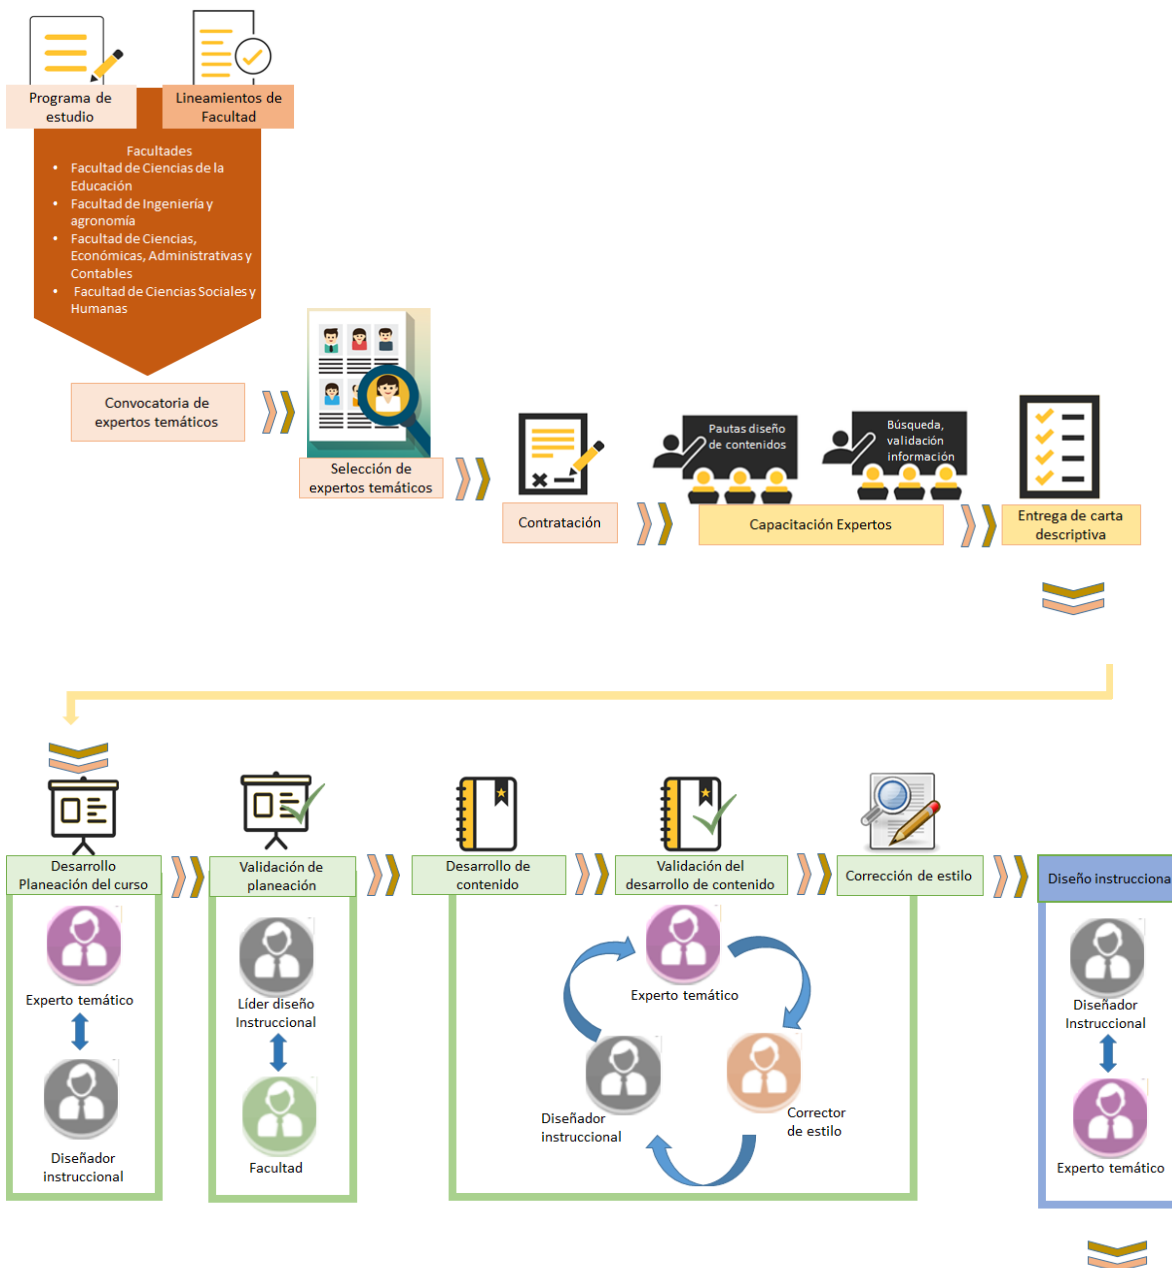 Programa de
estudio
Lineamientos de
Facultad
Facultades
• Facultad de Ciencias de la
Educación
• Facultad de Ingeniería y
agronomía
• Facultad de Ciencias,
Económicas, Administrativas y
Contables
• Facultad de Ciencias Sociales y
Humanas
Convocatoria de
expertos temáticos
Selección de
expertos temáticos
Contratación
Pautas diseño
de contenidos
Búsqueda,
validación
información
Capacitación Expertos
Entrega de carta
descriptiva
Desarrollo
Planeación del curso
Validación de
planeación
Desarrollo de
contenido
Validación del
desarrollo de contenido
Corrección de estilo
Diseño instrucciona
Experto temático
Diseñador
instruccional
Líder diseño
Instruccional
Facultad
Experto temático
Diseñador
instruccional
Corrector
de estilo
Diseñador
Instruccional
Experto temático